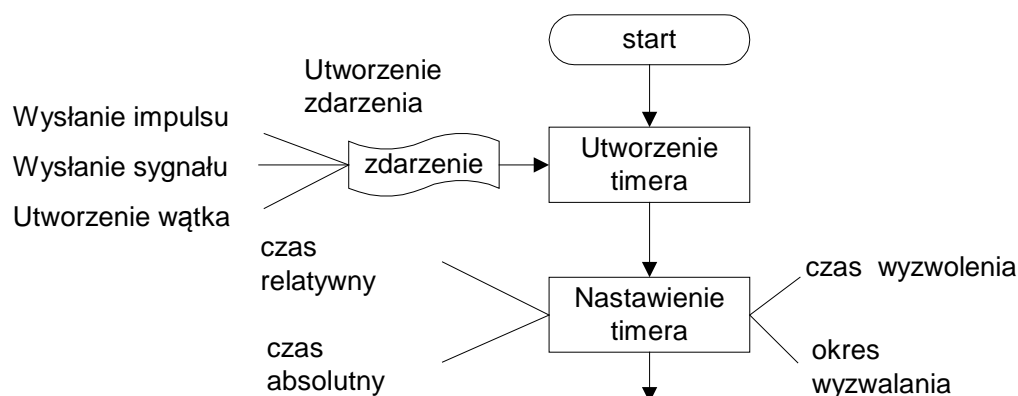 start
Utworzenie
zdarzenia
Wysłanie impulsu
Wysłanie sygnału
Utworzenie wątka
zdarzenie
Utworzenie
timera
czas
relatywny
czas
absolutny
Nastawienie
timera
czas wyzwolenia
okres
wyzwalania